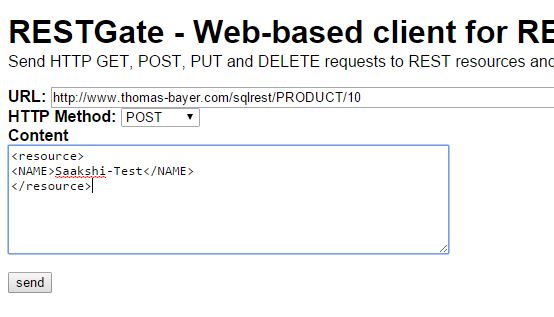 RESTGate - Web-based client for RE
Send HTTP GET, POST, PUT and DELETE requests to REST resources and
URL: http://www.thomas-bayer.com/sqlrest/PRODUCT/10
HTTP Method: POST
Content
<resource>
<NAME>Saakshi-Test</NAME>
</resource>
send